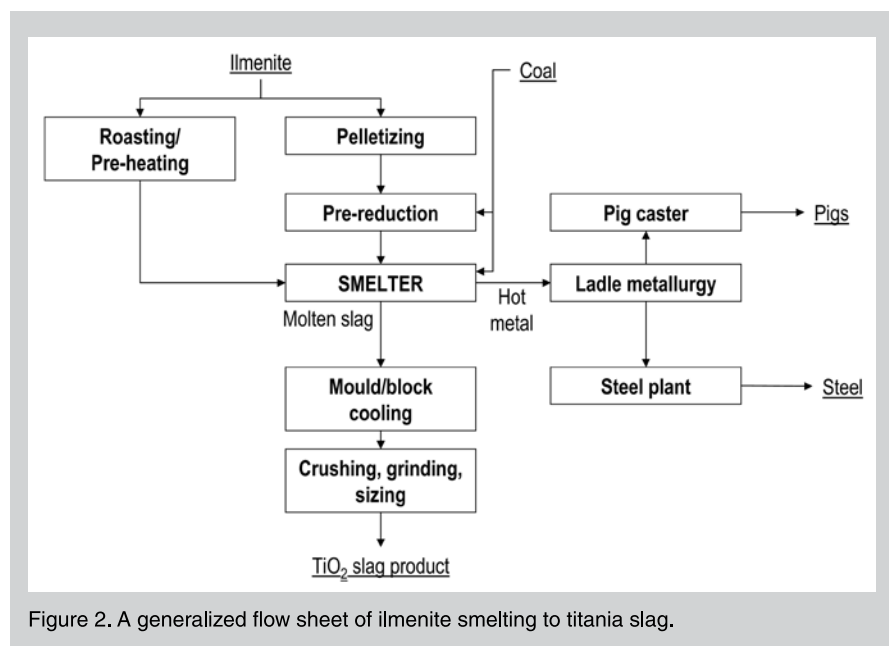 Ilmenite
Coal
Roasting/
Pre-heating
Pelletizing
Pre-reduction
Pig caster
Pigs
SMELTER
Ladle metallurgy
Molten slag
Hot
metal
Mould/block
cooling
Steel plant
Steel
Crushing, grinding,
sizing
TiO2 slag product
Figure 2. A generalized flow sheet of ilmenite smelting to titania slag.